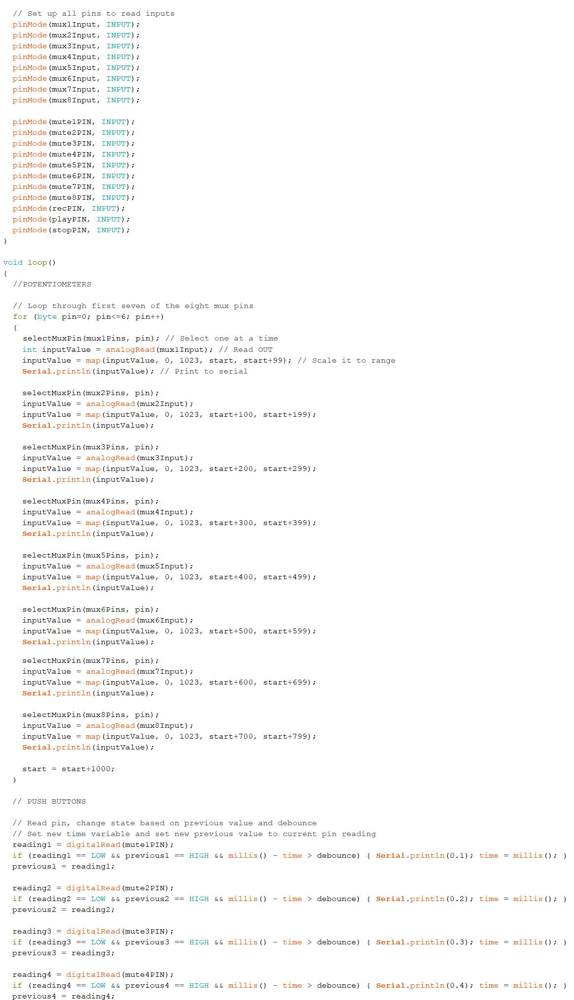 // Set up all pins to read inputs
pinMode(mux1Input, INPUT);
pinMode(mux2Input, INPUT);
pinMode(mux3Input, INPUT);
pinMode(mux4Input, INPUT);
pinMode(mux5Input, INPUT);
pinMode(mux6Input, INPUT);
pinMode(mux7Input, INPUT);
pinMode(mux8Input, INPUT);
pinMode(mute1PIN, INPUT);
pinMode(mute2PIN, INPUT);
pinMode(mute3PIN, INPUT);
pinMode(mute4PIN, INPUT);
pinMode(mute5PIN, INPUT);
pinMode(mute6PIN, INPUT);
pinMode(mute7PIN, INPUT);
pinMode(mute8PIN, INPUT);
pinMode(recPIN, INPUT);
pinMode(playPIN, INPUT);
pinMode(stopPIN, INPUT);
}
void loop()
{
//POTENTIOMETERS
// Loop through first seven of the eight mux pins
for (byte pin=0; pin<=6; pin++)
{
selectMuxPin(mux1Pins, pin); // Select one at a time
int inputValue = analogRead(mux1Input); // Read OUT
inputValue = map(inputValue, 0, 1023, start, start+99); // Scale it to range
Serial.println(inputValue); // Print to serial
selectMuxPin(mux2Pins, pin);
inputValue = analogRead(mux2Input);
inputValue = map(inputValue, 0, 1023, start+100, start+199);
Serial.println(inputValue);
selectMuxPin(mux3Pins, pin);
inputValue = analogRead(mux3Input);
inputValue = map(inputValue, 0, 1023, start+200, start+299);
Serial.println(inputValue);
selectMuxPin(mux4Pins, pin);
inputValue = analogRead(mux4Input);
inputValue = map(inputValue, 0, 1023, start+300, start+399);
Serial.println(inputValue);
selectMuxPin(mux5Pins, pin);
inputValue = analogRead(mux5Input);
inputValue = map(inputValue, 0, 1023, start+400, start+499);
Serial.println(inputValue);
selectMuxPin(mux6Pins, pin);
inputValue = analogRead(mux6Input);
inputValue = map(inputValue, 0, 1023, start+500, start+599);
Serial.println(inputValue);
selectMuxPin(mux7Pins, pin);
inputValue = analogRead(mux7Input);
inputValue = map(inputValue, 0, 1023, start+600, start+699);
Serial.println(inputValue);
selectMuxPin(mux8Pins, pin);
inputValue = analogRead(mux8Input);
inputValue = map(inputValue, 0, 1023, start+700, start+799);
Serial.println(inputValue);
start = start+1000;
}
// PUSH BUTTONS
// Read pin, change state based on previous value and debounce
// Set new time variable and set new previous value to current pin reading
reading1 = digitalRead(mute1PIN);
if (reading1 == LOW && previous1 == HIGH && millis() - time > debounce) { Serial.println(0.1); time = millis(); }
previous1 = reading1;
reading2 = digitalRead(mute2PIN);
if (reading2 == LOW && previous2 == HIGH && millis() - time > debounce) { Serial.println(0.2); time = millis(); }
previous2 = reading2;
reading3 = digitalRead(mute3PIN);
if (reading3 == LOW && previous3 == HIGH && millis() - time > debounce) { Serial.println(0.3); time = millis(); }
previous3 = reading3;
reading4 = digitalRead(mute4PIN);
if (reading4 == LOW && previous4 == HIGH && millis() - time > debounce) { Serial.println(0.4); time = millis(); }
previous4 = reading4;